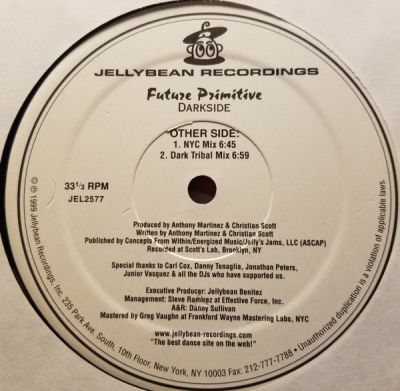 JELLYBEAN RECORDINGS
Future Primitive
DARKSIDE
OTHER SIDE:
1. NYC Mix 6:45
2. Dark Tribal Mix 6:59
33 1/3 RPM
JEL2577
Produced by Anthony Martinez & Christian Scott
Written by Anthony Martinez & Christian Scott
Published by Concepts From Within/Energized Music/Jelly's Jams, LLC (ASCAP)
Recorded at Scott's Lab, Brooklyn, NY
Special thanks to Carl Cox, Danny Tenaglia, Jonathan Peters,
Junior Vasquez & all the DJs who have supported us.
Executive Producer: Jellybean Benitez
Management: Steve Ramirez at Effective Force, Inc.
A&R: Danny Sullivan
Mastered by Greg Vaughn at Frankford Wayne Mastering Labs, NYC
www.jellybean-recordings.com
"The best dance site on the web!"
℗ © 1999 Jellybean Recordings, Inc. 235 Park Ave. South, 10th Floor, New York, NY 10003 Fax: 212-777-7788 • Unauthorized duplication is a violation of applicable laws.